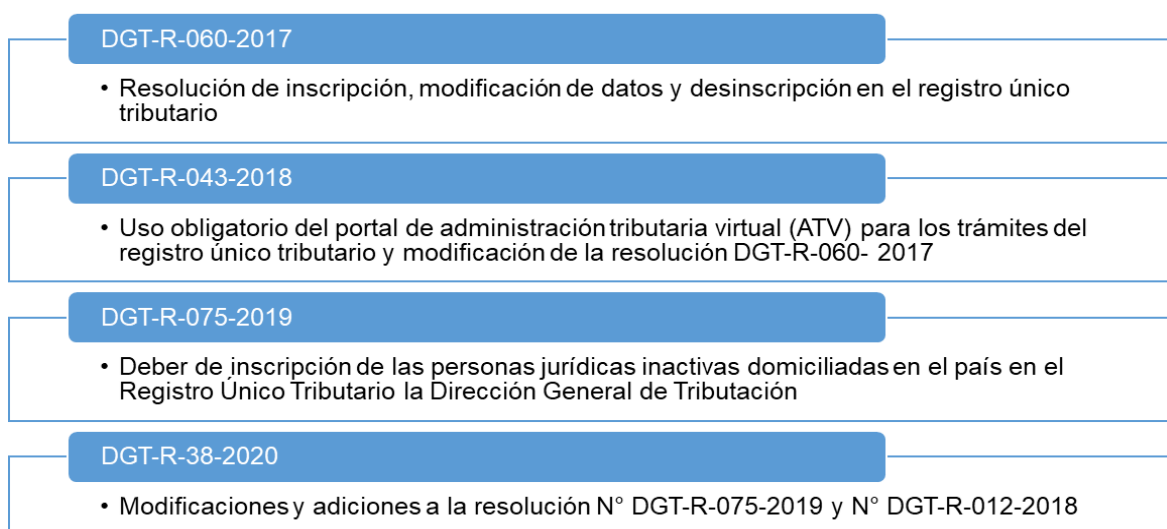 DGT-R-060-2017
• Resolución de inscripción, modificación de datos y desinscripción en el registro único
tributario
DGT-R-043-2018
• Uso obligatorio del portal de administración tributaria virtual (ATV) para los trámites del
registro único tributario y modificación de la resolución DGT-R-060- 2017
DGT-R-075-2019
• Deber de inscripción de las personas jurídicas inactivas domiciliadas en el país en el
Registro Único Tributario la Dirección General de Tributación
DGT-R-38-2020
• Modificaciones y adiciones a la resolución N° DGT-R-075-2019 y N° DGT-R-012-2018